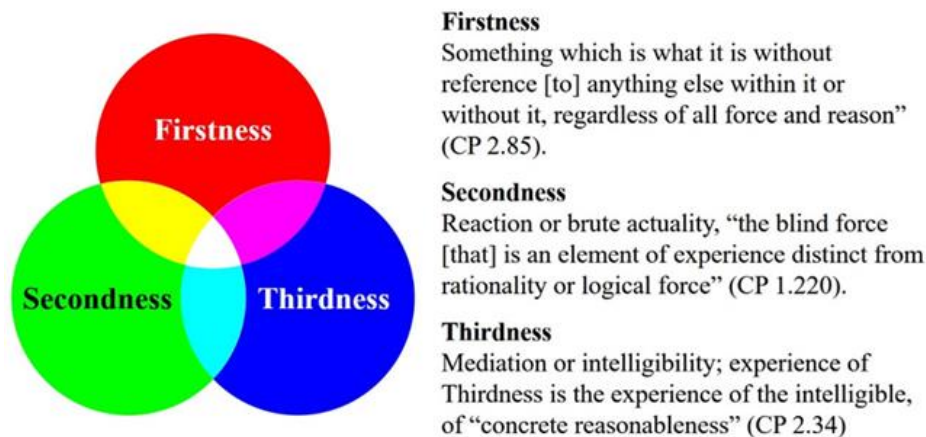 Firstness
Secondness
Thirdness
Firstness
Something which is what it is without
reference [to] anything else within it or
without it, regardless of all force and reason”
(CP 2.85).
Secondness
Reaction or brute actuality, “the blind force
[that] is an element of experience distinct from
rationality or logical force” (CP 1.220).
Thirdness
Mediation or intelligibility; experience of
Thirdness is the experience of the intelligible,
of “concrete reasonableness” (CP 2.34)